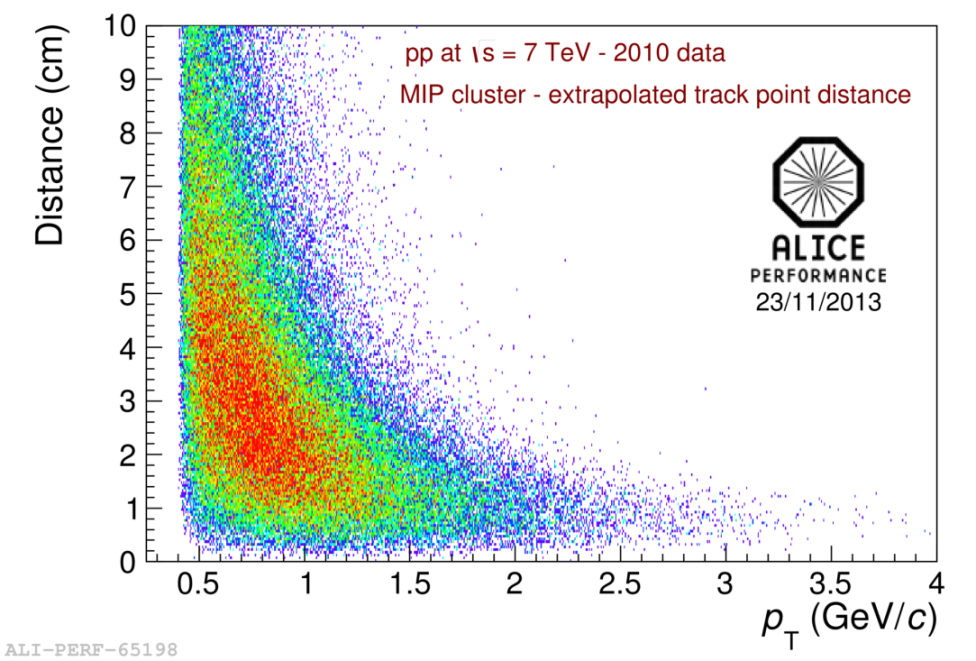 pp at √s = 7 TeV - 2010 data
MIP cluster - extrapolated track point distance
ALICE
PERFORMANCE
23/11/2013
Distance (cm)
10
9
8
7
6
5
4
3
2
1
0
0.5 1 1.5 2 2.5 3 3.5 4
p_T (GeV/c)
ALI-PERF-65198